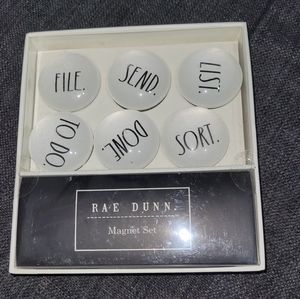 FILE.
SEND.
LIST.
TO DO.
DONE.
SORT.
RAE DUNN.
Magnet Set